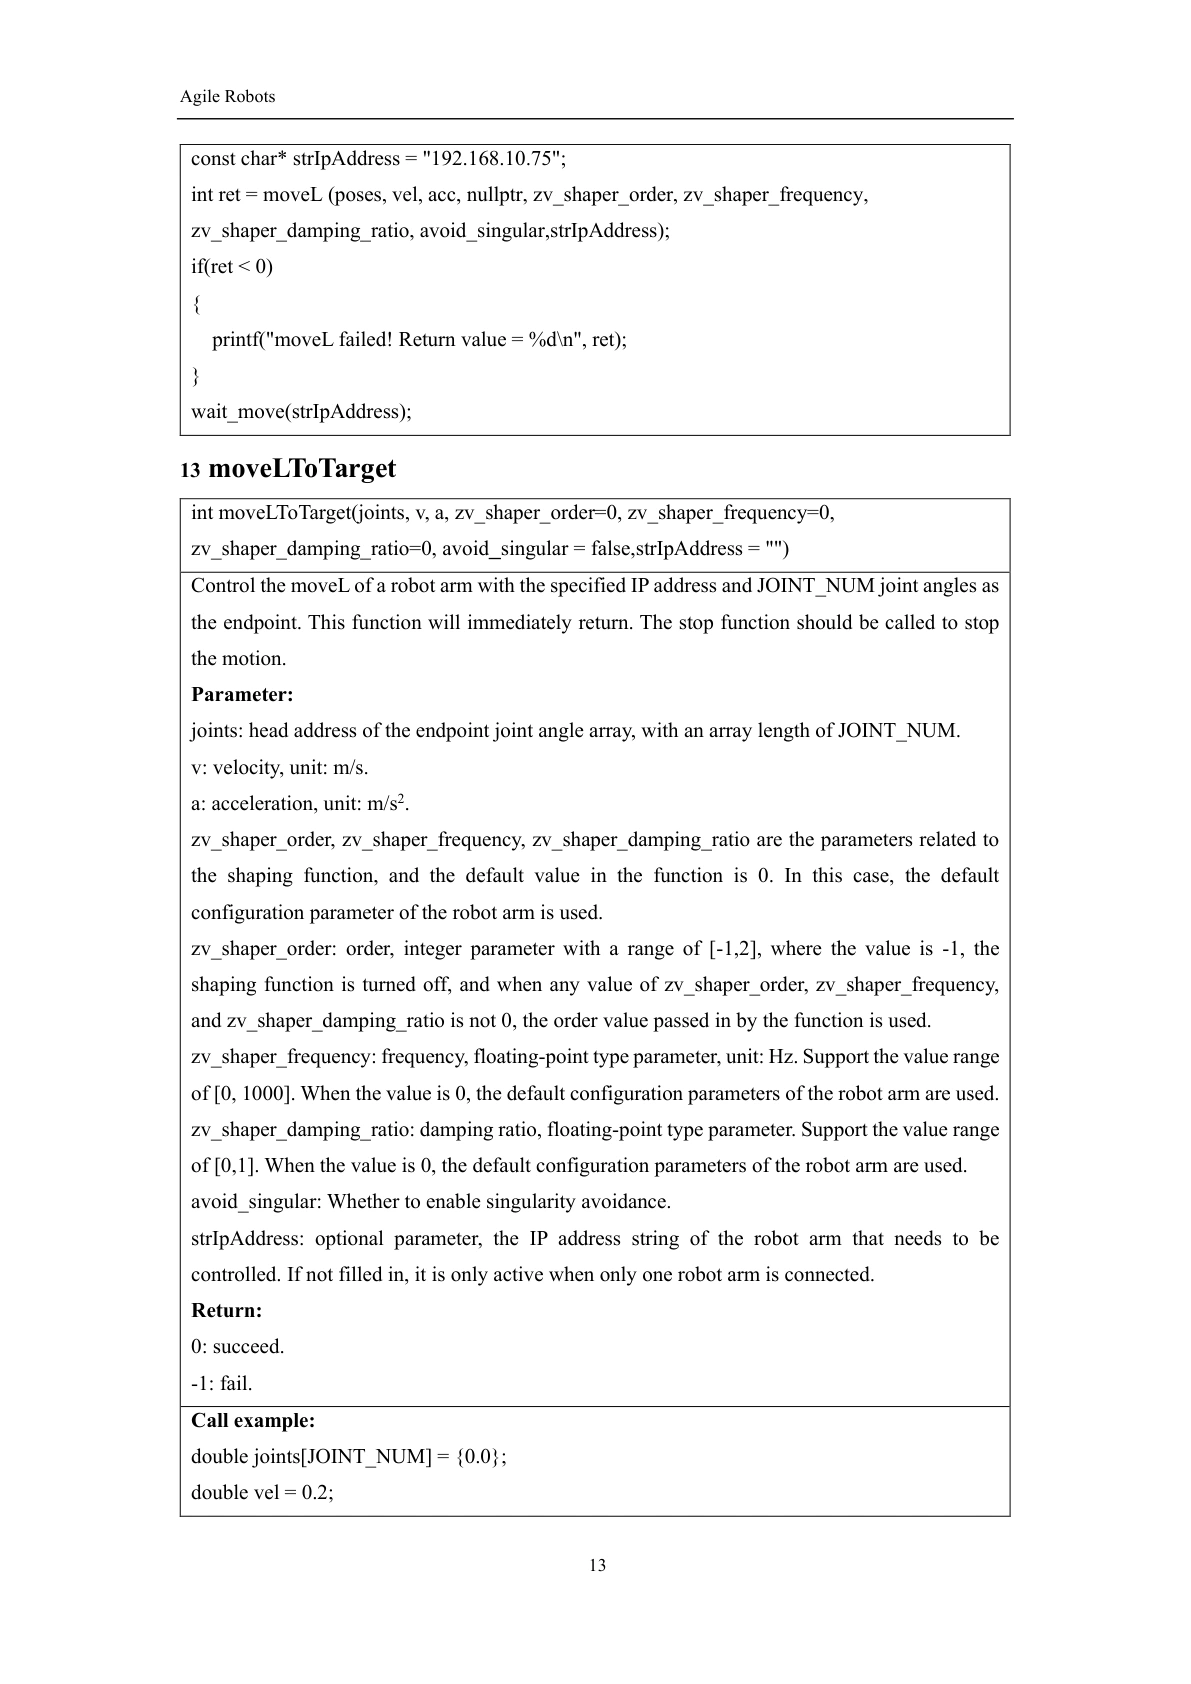 Agile Robots
const char* strIpAddress = "192.168.10.75";
int ret = moveL (poses, vel, acc, nullptr, zv_shaper_order, zv_shaper_frequency,
zv_shaper_damping_ratio, avoid_singular,strIpAddress);
if(ret < 0)
{
printf("moveL failed! Return value = %d\n", ret);
}
wait_move(strIpAddress);
13 moveLToTarget
int moveLToTarget(joints, v, a, zv_shaper_order=0, zv_shaper_frequency=0,
zv_shaper_damping_ratio=0, avoid_singular = false,strIpAddress = "")
Control the moveL of a robot arm with the specified IP address and JOINT_NUM joint angles as
the endpoint. This function will immediately return. The stop function should be called to stop
the motion.
Parameter:
joints: head address of the endpoint joint angle array, with an array length of JOINT_NUM.
v: velocity, unit: m/s.
a: acceleration, unit: m/s².
zv_shaper_order, zv_shaper_frequency, zv_shaper_damping_ratio are the parameters related to
the shaping function, and the default value in the function is 0. In this case, the default
configuration parameter of the robot arm is used.
zv_shaper_order: order, integer parameter with a range of [-1,2], where the value is -1, the
shaping function is turned off, and when any value of zv_shaper_order, zv_shaper_frequency,
and zv_shaper_damping_ratio is not 0, the order value passed in by the function is used.
zv_shaper_frequency: frequency, floating-point type parameter, unit: Hz. Support the value range
of [0, 1000]. When the value is 0, the default configuration parameters of the robot arm are used.
zv_shaper_damping_ratio: damping ratio, floating-point type parameter. Support the value range
of [0,1]. When the value is 0, the default configuration parameters of the robot arm are used.
avoid_singular: Whether to enable singularity avoidance.
strIpAddress: optional parameter, the IP address string of the robot arm that needs to be
controlled. If not filled in, it is only active when only one robot arm is connected.
Return:
0: succeed.
-1: fail.
Call example:
double joints[JOINT_NUM] = {0.0};
double vel = 0.2;
13